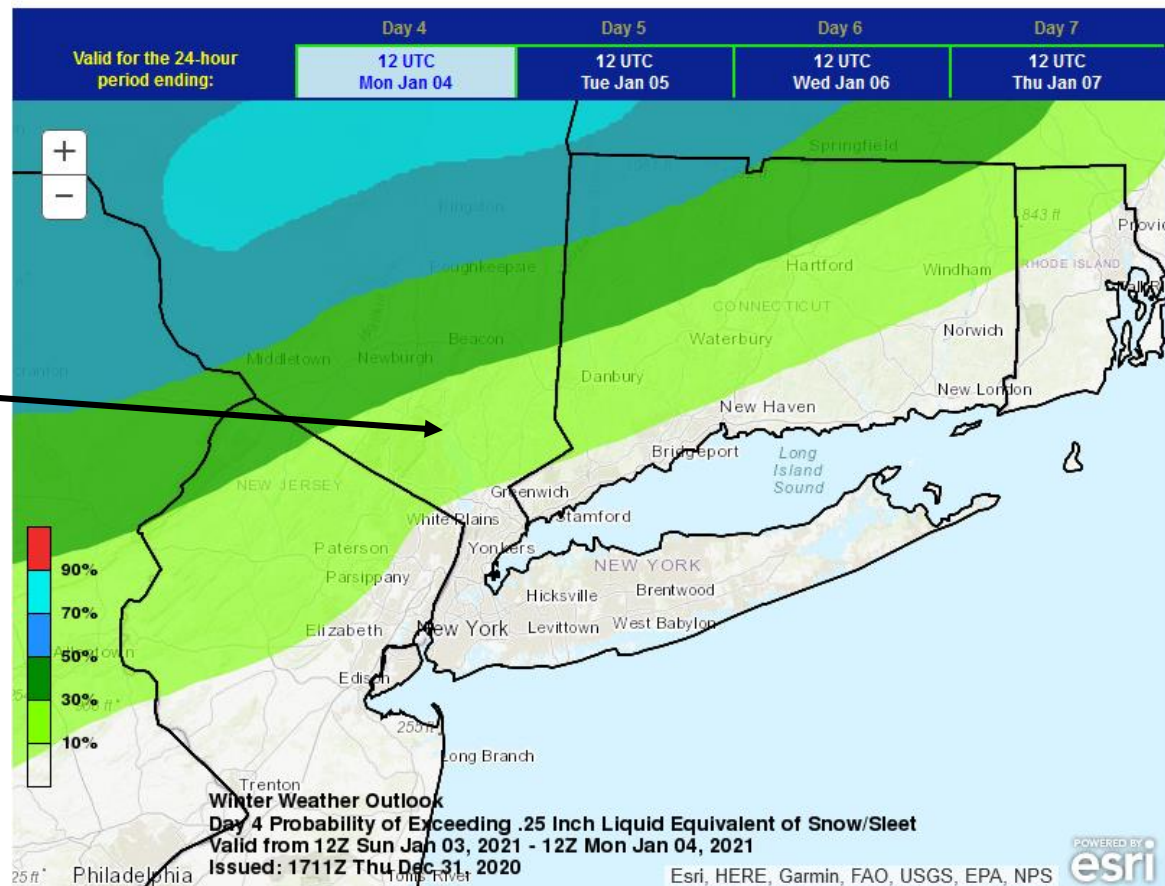 Day 4
Day 5
Day 6
Day 7
Valid for the 24-hour
period ending:
12 UTC
Mon Jan 04
12 UTC
Tue Jan 05
12 UTC
Wed Jan 06
12 UTC
Thu Jan 07
+
−
Springfield
Kingston
843 ft
Poughkeepsie
Hartford
Windham
RHODE ISLAND
CONNECTICUT
Beacon
Norwich
Middletown
Newburgh
Waterbury
Danbury
New London
New Haven
Bridgeport
Long
Island
Sound
NEW JERSEY
Greenwich
White Plains
Stamford
Paterson
Yonkers
NEW YORK
Parsippany
Hicksville
Brentwood
Elizabeth
New York
Levittown
West Babylon
Edison
255 ft
Long Branch
Trenton
90%
70%
50%
30%
10%
Winter Weather Outlook
Day 4 Probability of Exceeding .25 Inch Liquid Equivalent of Snow/Sleet
Valid from 12Z Sun Jan 03, 2021 - 12Z Mon Jan 04, 2021
Issued: 1711Z Thu Dec 31, 2020
Philadelphia
Toms River
Esri, HERE, Garmin, FAO, USGS, EPA, NPS
POWERED BY
esri